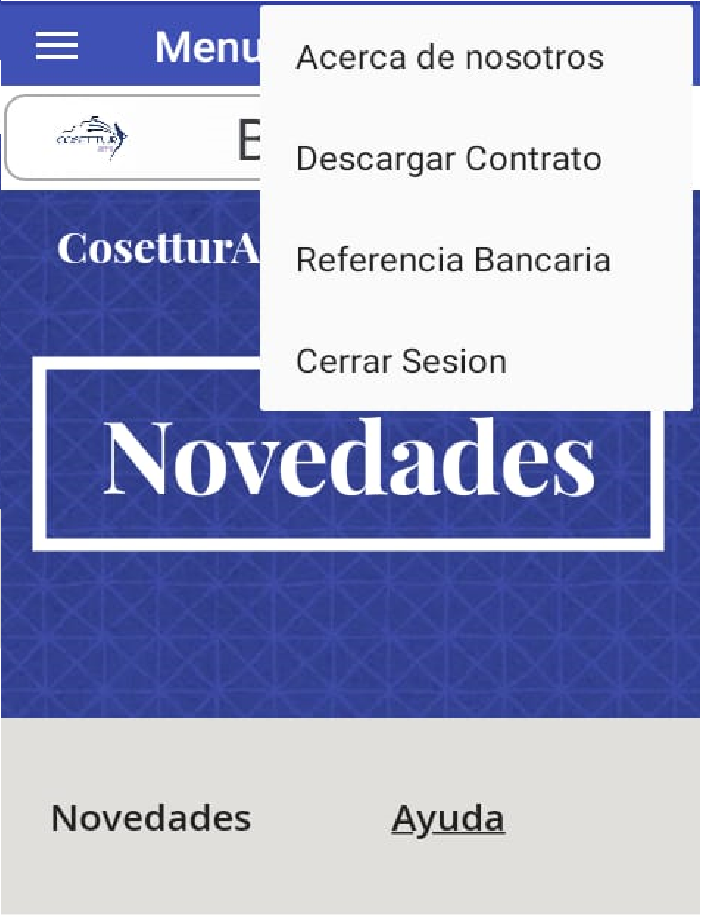 Menu
Acerca de nosotros
COSETTUR
B
Descargar Contrato
CosetturA
Referencia Bancaria
Cerrar Sesion
Novedades
Novedades
Ayuda